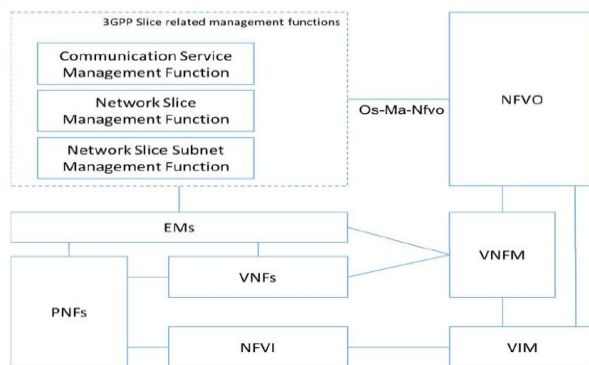 3GPP Slice related management functions
Communication Service
Management Function
Network Slice
Management Function
Network Slice Subnet
Management Function
Os-Ma-Nfvo
NFVO
EMs
VNFs
VNFM
PNFs
NFVI
VIM